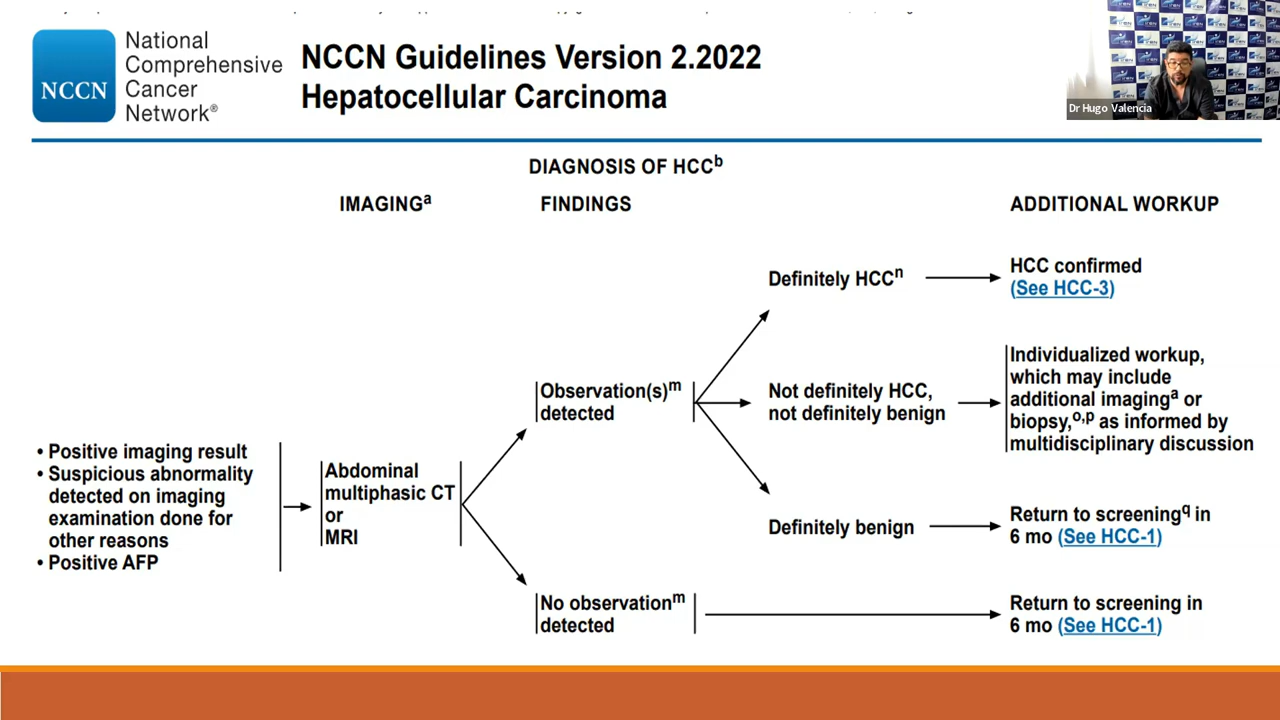 NCCN
National
Comprehensive
Cancer
Network®
NCCN Guidelines Version 2.2022
Hepatocellular Carcinoma
Dr Hugo Valencia
DIAGNOSIS OF HCCb
IMAGINGa
FINDINGS
ADDITIONAL WORKUP
• Positive imaging result
• Suspicious abnormality
detected on imaging
examination done for
other reasons
• Positive AFP
Abdominal
multiphasic CT
or
MRI
Observation(s)m
detected
No observationm
detected
Definitely HCCn
Not definitely HCC,
not definitely benign
Definitely benign
HCC confirmed
(See HCC-3)
Individualized workup,
which may include
additional imaginga or
biopsy,o,p as informed by
multidisciplinary discussion
Return to screeningq in
6 mo (See HCC-1)
Return to screening in
6 mo (See HCC-1)